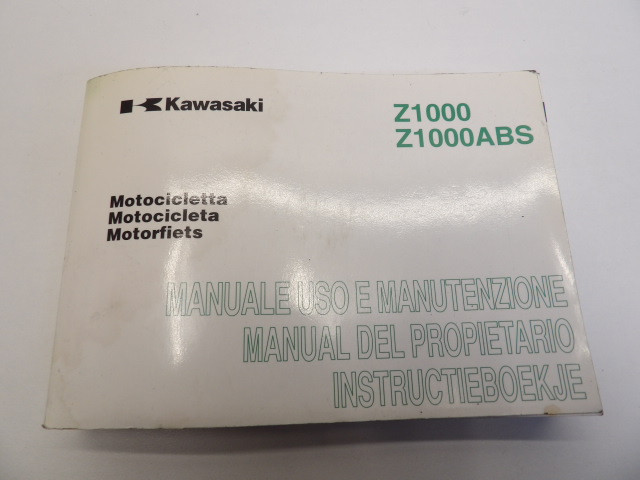 Kawasaki
Z1000
Z1000ABS
Motocicletta
Motocicleta
Motorfiets
MANUALE USO E MANUTENZIONE
MANUAL DEL PROPIETARIO
INSTRUCTIEBOEKJE